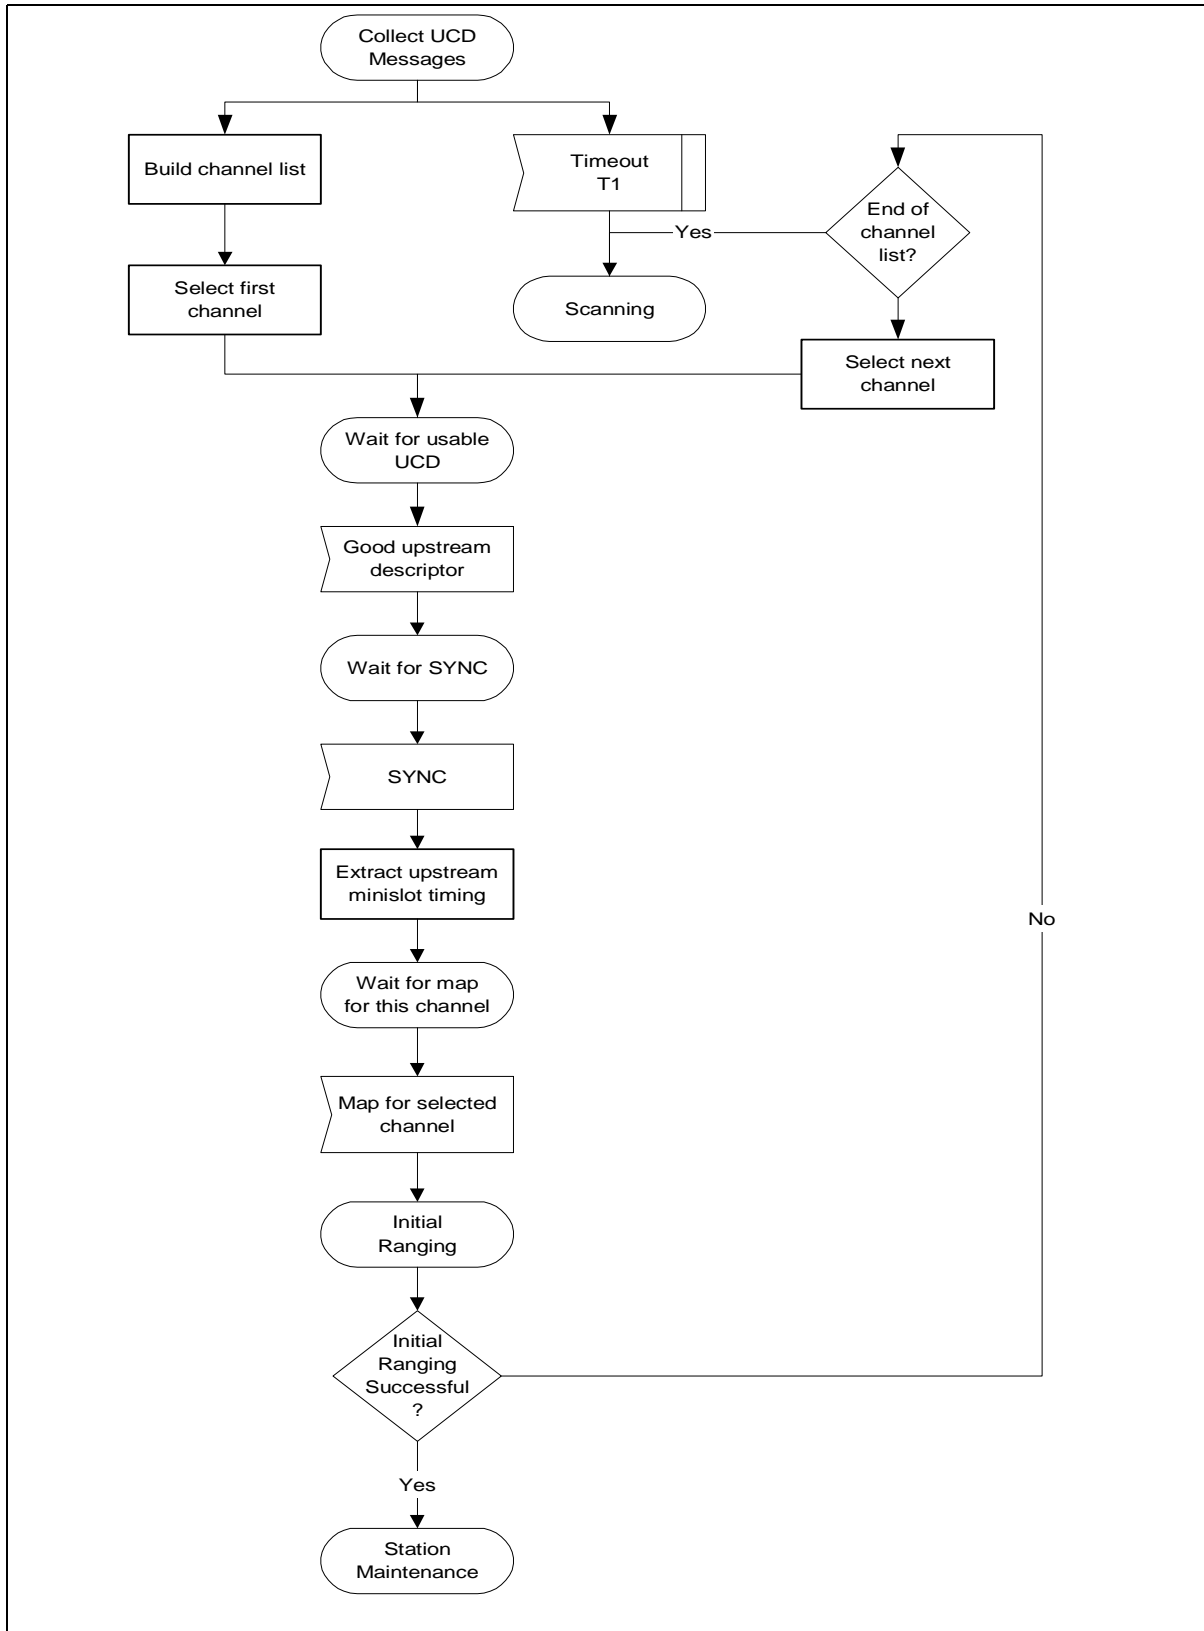 Collect UCD
Messages
Build channel list
Timeout
T1
End of
channel
list?
Yes
Select first
channel
Scanning
Select next
channel
Wait for usable
UCD
Good upstream
descriptor
Wait for SYNC
SYNC
Extract upstream
minislot timing
No
Wait for map
for this channel
Map for selected
channel
Initial
Ranging
Initial
Ranging
Successful
?
Yes
Station
Maintenance